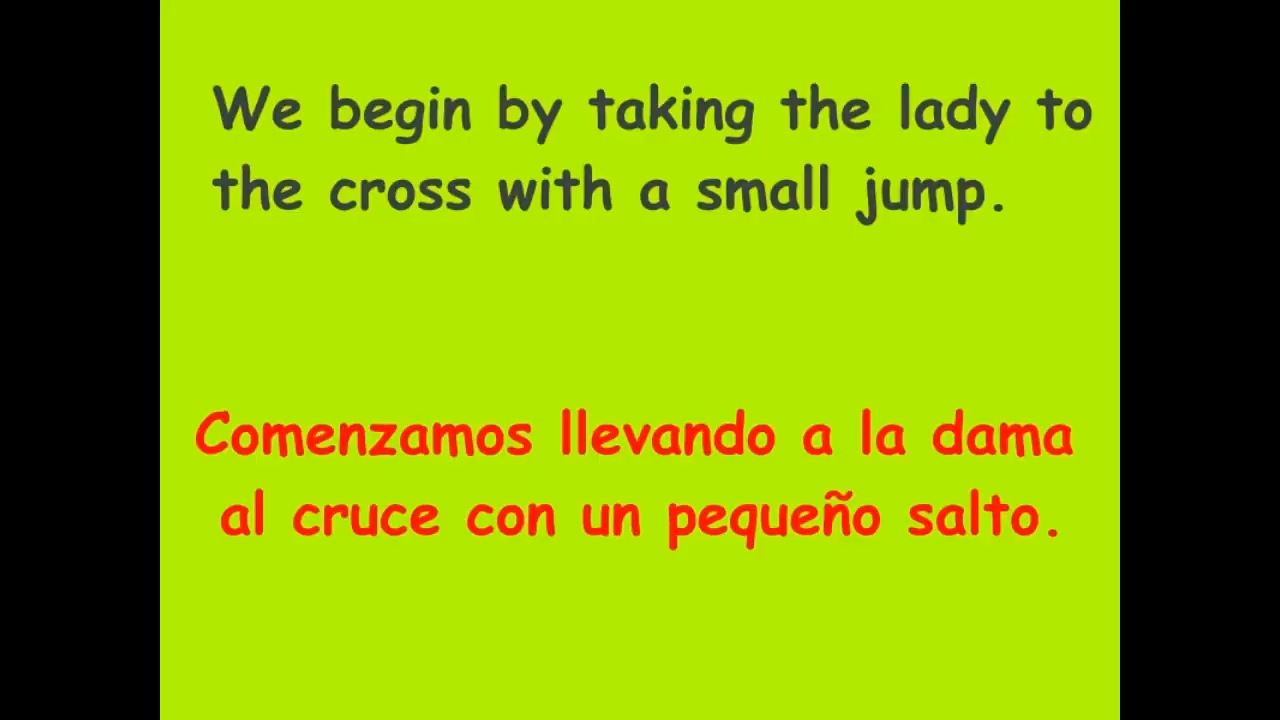 We begin by taking the lady to
the cross with a small jump.
Comenzamos llevando a la dama
al cruce con un pequeño salto.